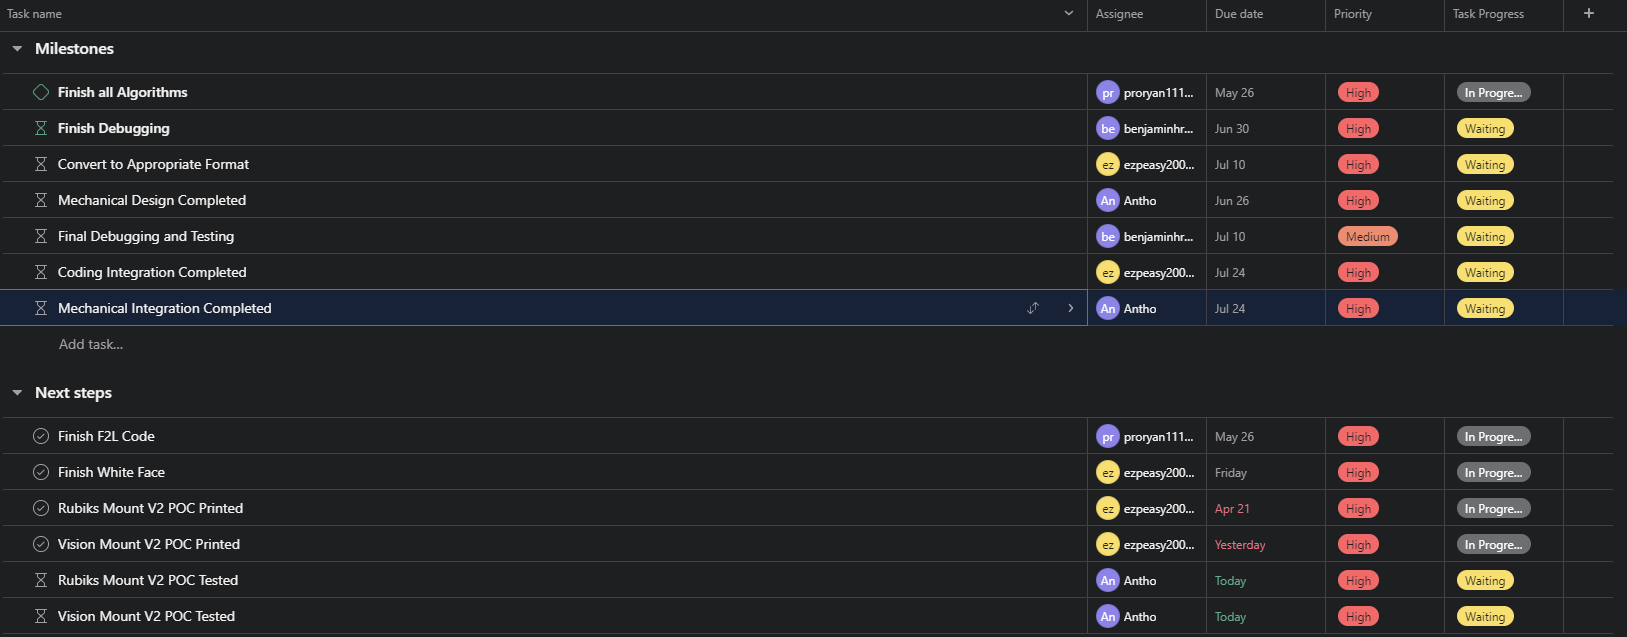 Task name Assignee Due date Priority Task Progress +
Milestones
Finish all Algorithms pr proryan111... May 26 High In Progre...
Finish Debugging be benjaminhr... Jun 30 High Waiting
Convert to Appropriate Format ez ezpeasy200... Jul 10 High Waiting
Mechanical Design Completed An Antho Jun 26 High Waiting
Final Debugging and Testing be benjaminhr... Jul 10 Medium Waiting
Coding Integration Completed ez ezpeasy200... Jul 24 High Waiting
Mechanical Integration Completed An Antho Jul 24 High Waiting
Add task...
Next steps
Finish F2L Code pr proryan111... May 26 High In Progre...
Finish White Face ez ezpeasy200... Friday High In Progre...
Rubiks Mount V2 POC Printed ez ezpeasy200... Apr 21 High In Progre...
Vision Mount V2 POC Printed ez ezpeasy200... Yesterday High In Progre...
Rubiks Mount V2 POC Tested An Antho Today High Waiting
Vision Mount V2 POC Tested An Antho Today High Waiting